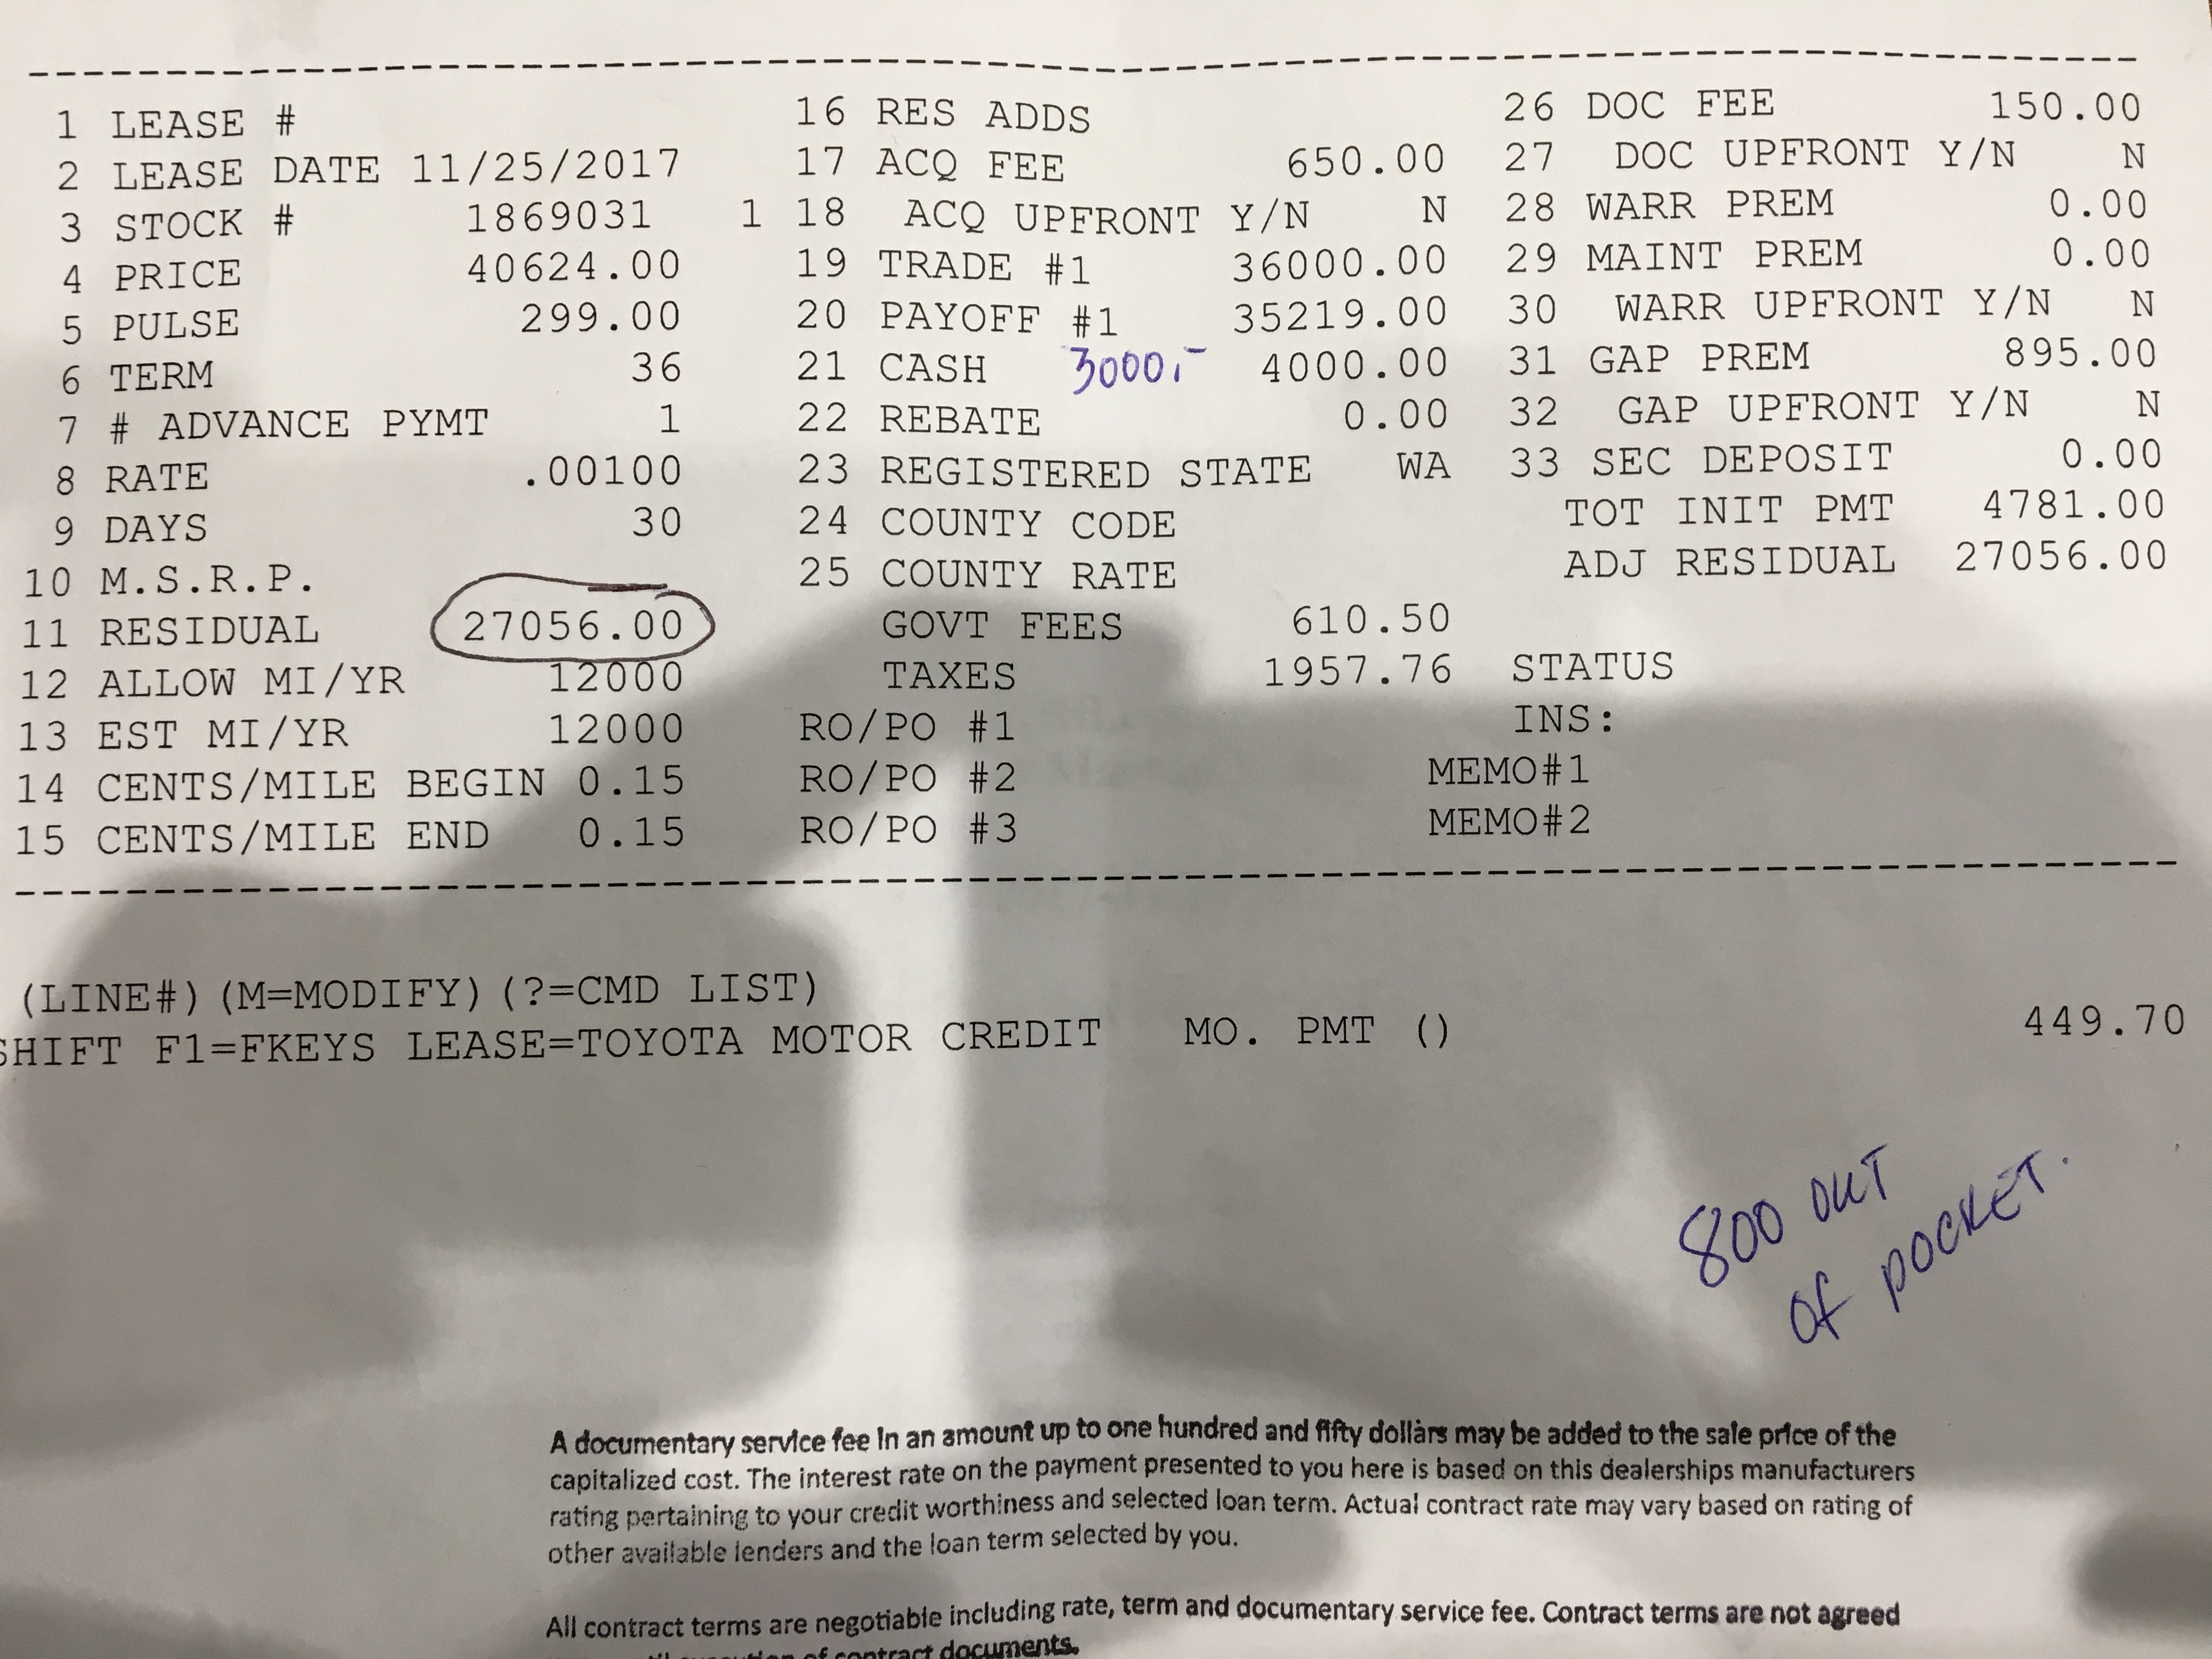 1 LEASE # 16 RES ADDS 26 DOC FEE 150.00
2 LEASE DATE 11/25/2017 17 ACQ FEE 650.00 27 DOC UPFRONT Y/N N
3 STOCK # 1869031 1 18 ACQ UPFRONT Y/N N 28 WARR PREM 0.00
4 PRICE 40624.00 19 TRADE #1 36000.00 29 MAINT PREM 0.00
5 PULSE 299.00 20 PAYOFF #1 35219.00 30 WARR UPFRONT Y/N N
6 TERM 36 21 CASH 3000,- 4000.00 31 GAP PREM 895.00
7 # ADVANCE PYMT 1 22 REBATE 0.00 32 GAP UPFRONT Y/N N
8 RATE .00100 23 REGISTERED STATE WA 33 SEC DEPOSIT 0.00
9 DAYS 30 24 COUNTY CODE TOT INIT PMT 4781.00
10 M.S.R.P. 25 COUNTY RATE ADJ RESIDUAL 27056.00
11 RESIDUAL 27056.00 GOVT FEES 610.50
12 ALLOW MI/YR 12000 TAXES 1957.76 STATUS
13 EST MI/YR 12000 RO/PO #1 INS:
14 CENTS/MILE BEGIN 0.15 RO/PO #2 MEMO#1
15 CENTS/MILE END 0.15 RO/PO #3 MEMO#2
(LINE#)(M=MODIFY)(?=CMD LIST)
SHIFT F1=FKEYS LEASE=TOYOTA MOTOR CREDIT MO. PMT () 449.70
800 OUT
OF POCKET.
A documentary service fee in an amount up to one hundred and fifty dollars may be added to the sale price of the
capitalized cost. The interest rate on the payment presented to you here is based on this dealerships manufacturers
rating pertaining to your credit worthiness and selected loan term. Actual contract rate may vary based on rating of
other available lenders and the loan term selected by you.
All contract terms are negotiable including rate, term and documentary service fee. Contract terms are not agreed
of contract documents.